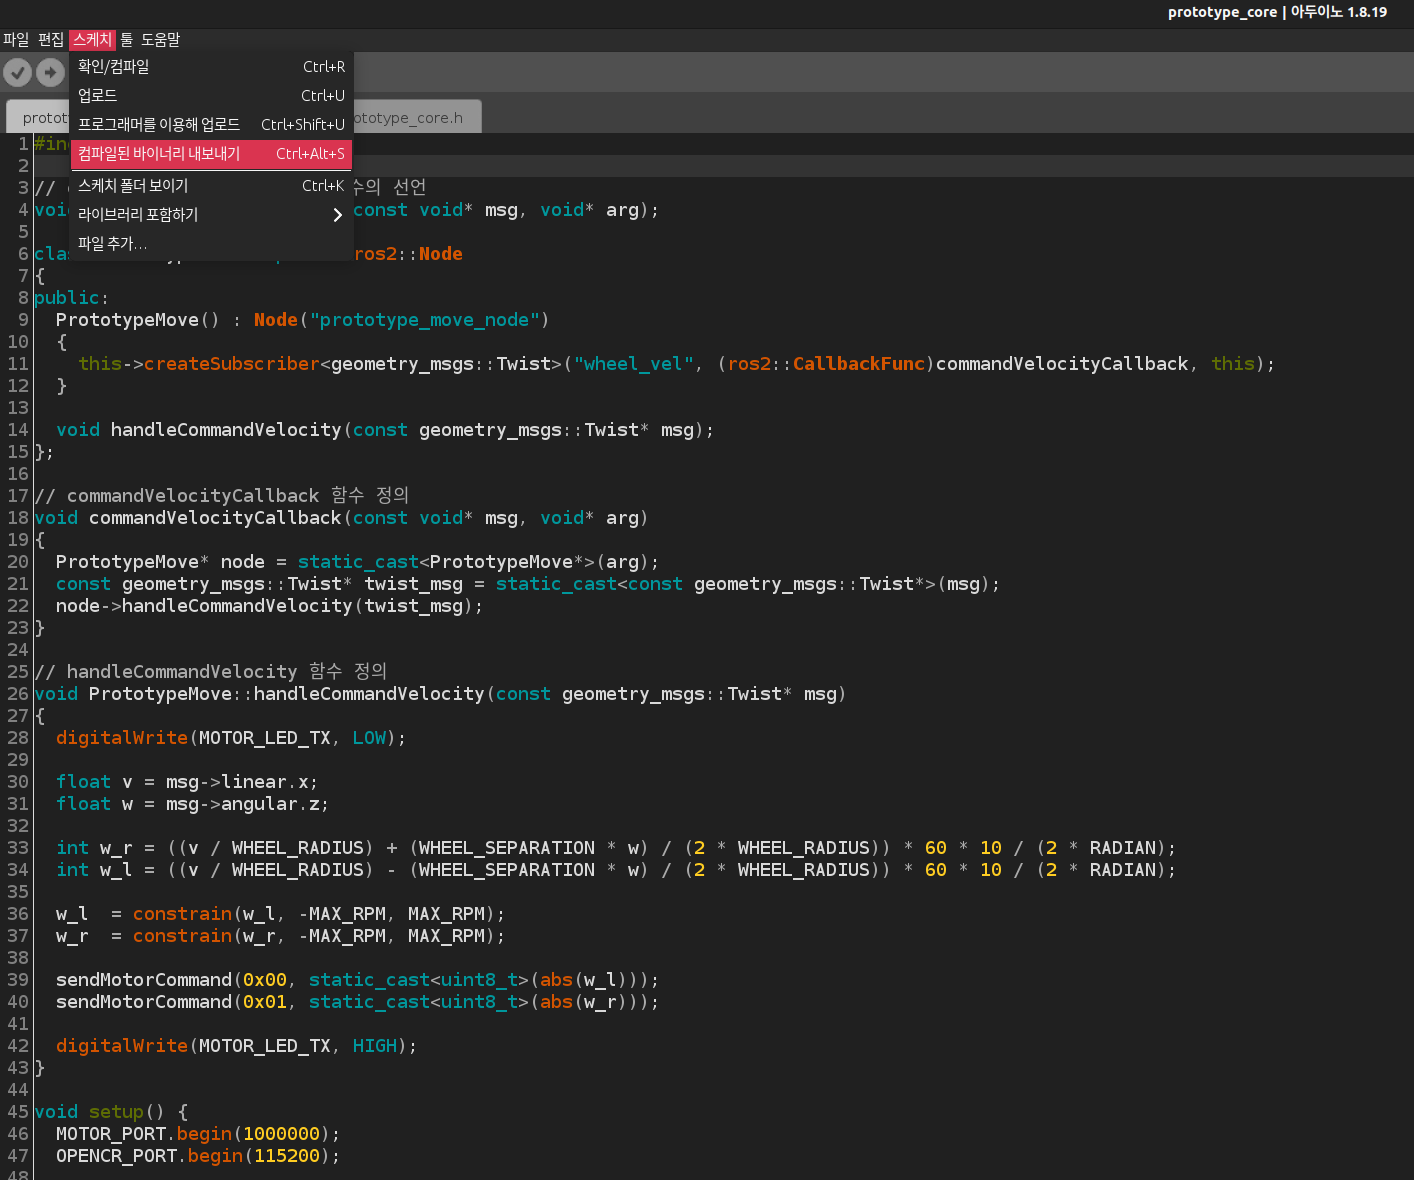 prototype_core | 아두이노 1.8.19
파일 편집 스케치 툴 도움말
확인/컴파일 Ctrl+R
업로드 Ctrl+U
프로그래머를 이용해 업로드 Ctrl+Shift+U
컴파일된 바이너리 내보내기 Ctrl+Alt+S
스케치 폴더 보이기 Ctrl+K
라이브러리 포함하기
파일 추가...
1
2
3 // 수의 선언
4 const void* msg, void* arg);
5
6 ros2::Node
7 {
8 public:
9 PrototypeMove() : Node("prototype_move_node")
10 {
11 this->createSubscriber<geometry_msgs::Twist>("wheel_vel", (ros2::CallbackFunc)commandVelocityCallback, this);
12 }
13
14 void handleCommandVelocity(const geometry_msgs::Twist* msg);
15 };
16
17 // commandVelocityCallback 함수 정의
18 void commandVelocityCallback(const void* msg, void* arg)
19 {
20 PrototypeMove* node = static_cast<PrototypeMove*>(arg);
21 const geometry_msgs::Twist* twist_msg = static_cast<const geometry_msgs::Twist*>(msg);
22 node->handleCommandVelocity(twist_msg);
23 }
24
25 // handleCommandVelocity 함수 정의
26 void PrototypeMove::handleCommandVelocity(const geometry_msgs::Twist* msg)
27 {
28 digitalWrite(MOTOR_LED_TX, LOW);
29
30 float v = msg->linear.x;
31 float w = msg->angular.z;
32
33 int w_r = ((v / WHEEL_RADIUS) + (WHEEL_SEPARATION * w) / (2 * WHEEL_RADIUS)) * 60 * 10 / (2 * RADIAN);
34 int w_l = ((v / WHEEL_RADIUS) - (WHEEL_SEPARATION * w) / (2 * WHEEL_RADIUS)) * 60 * 10 / (2 * RADIAN);
35
36 w_l  = constrain(w_l, -MAX_RPM, MAX_RPM);
37 w_r  = constrain(w_r, -MAX_RPM, MAX_RPM);
38
39 sendMotorCommand(0x00, static_cast<uint8_t>(abs(w_l)));
40 sendMotorCommand(0x01, static_cast<uint8_t>(abs(w_r)));
41
42 digitalWrite(MOTOR_LED_TX, HIGH);
43 }
44
45 void setup() {
46 MOTOR_PORT.begin(1000000);
47 OPENCR_PORT.begin(115200);
48